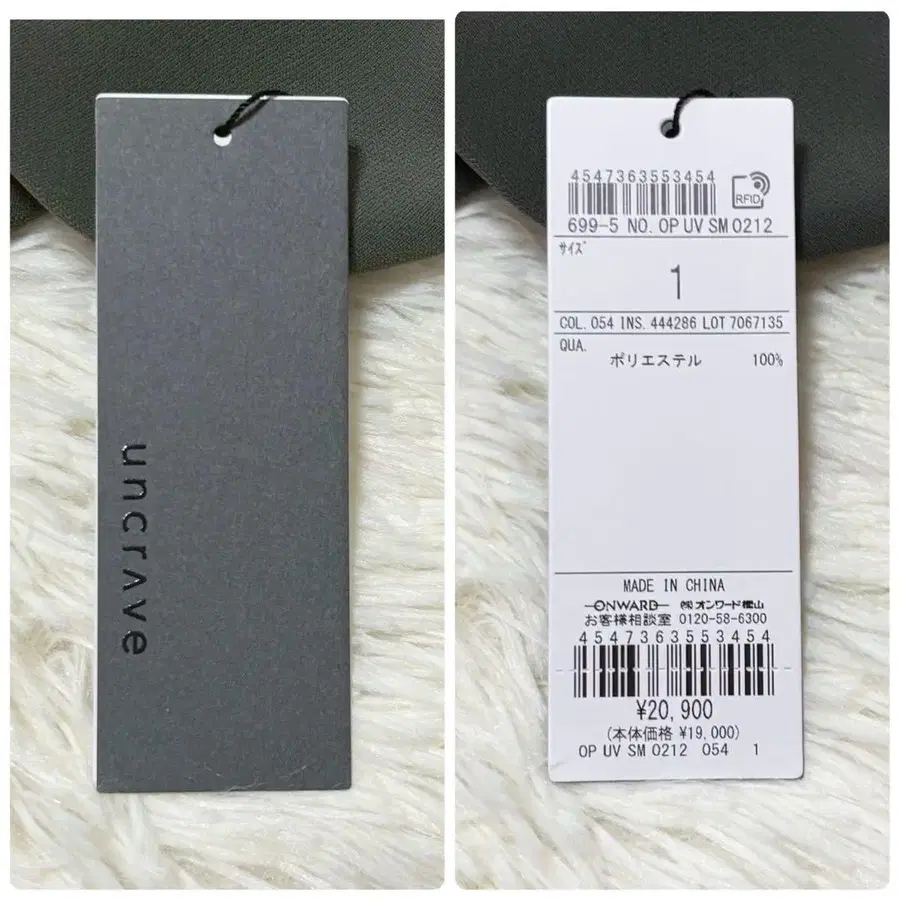 uncrave
4547363553454
RFID
699-5 NO. OP UV SM 0212
サイズ
1
COL. 054 INS. 444286 LOT 7067135
QUA.
ポリエステル 100%
MADE IN CHINA
ONWARD ㈱オンワード樫山
お客様相談室 0120-58-6300
4547363553454
¥20,900
(本体価格 ¥19,000)
OP UV SM 0212 054 1